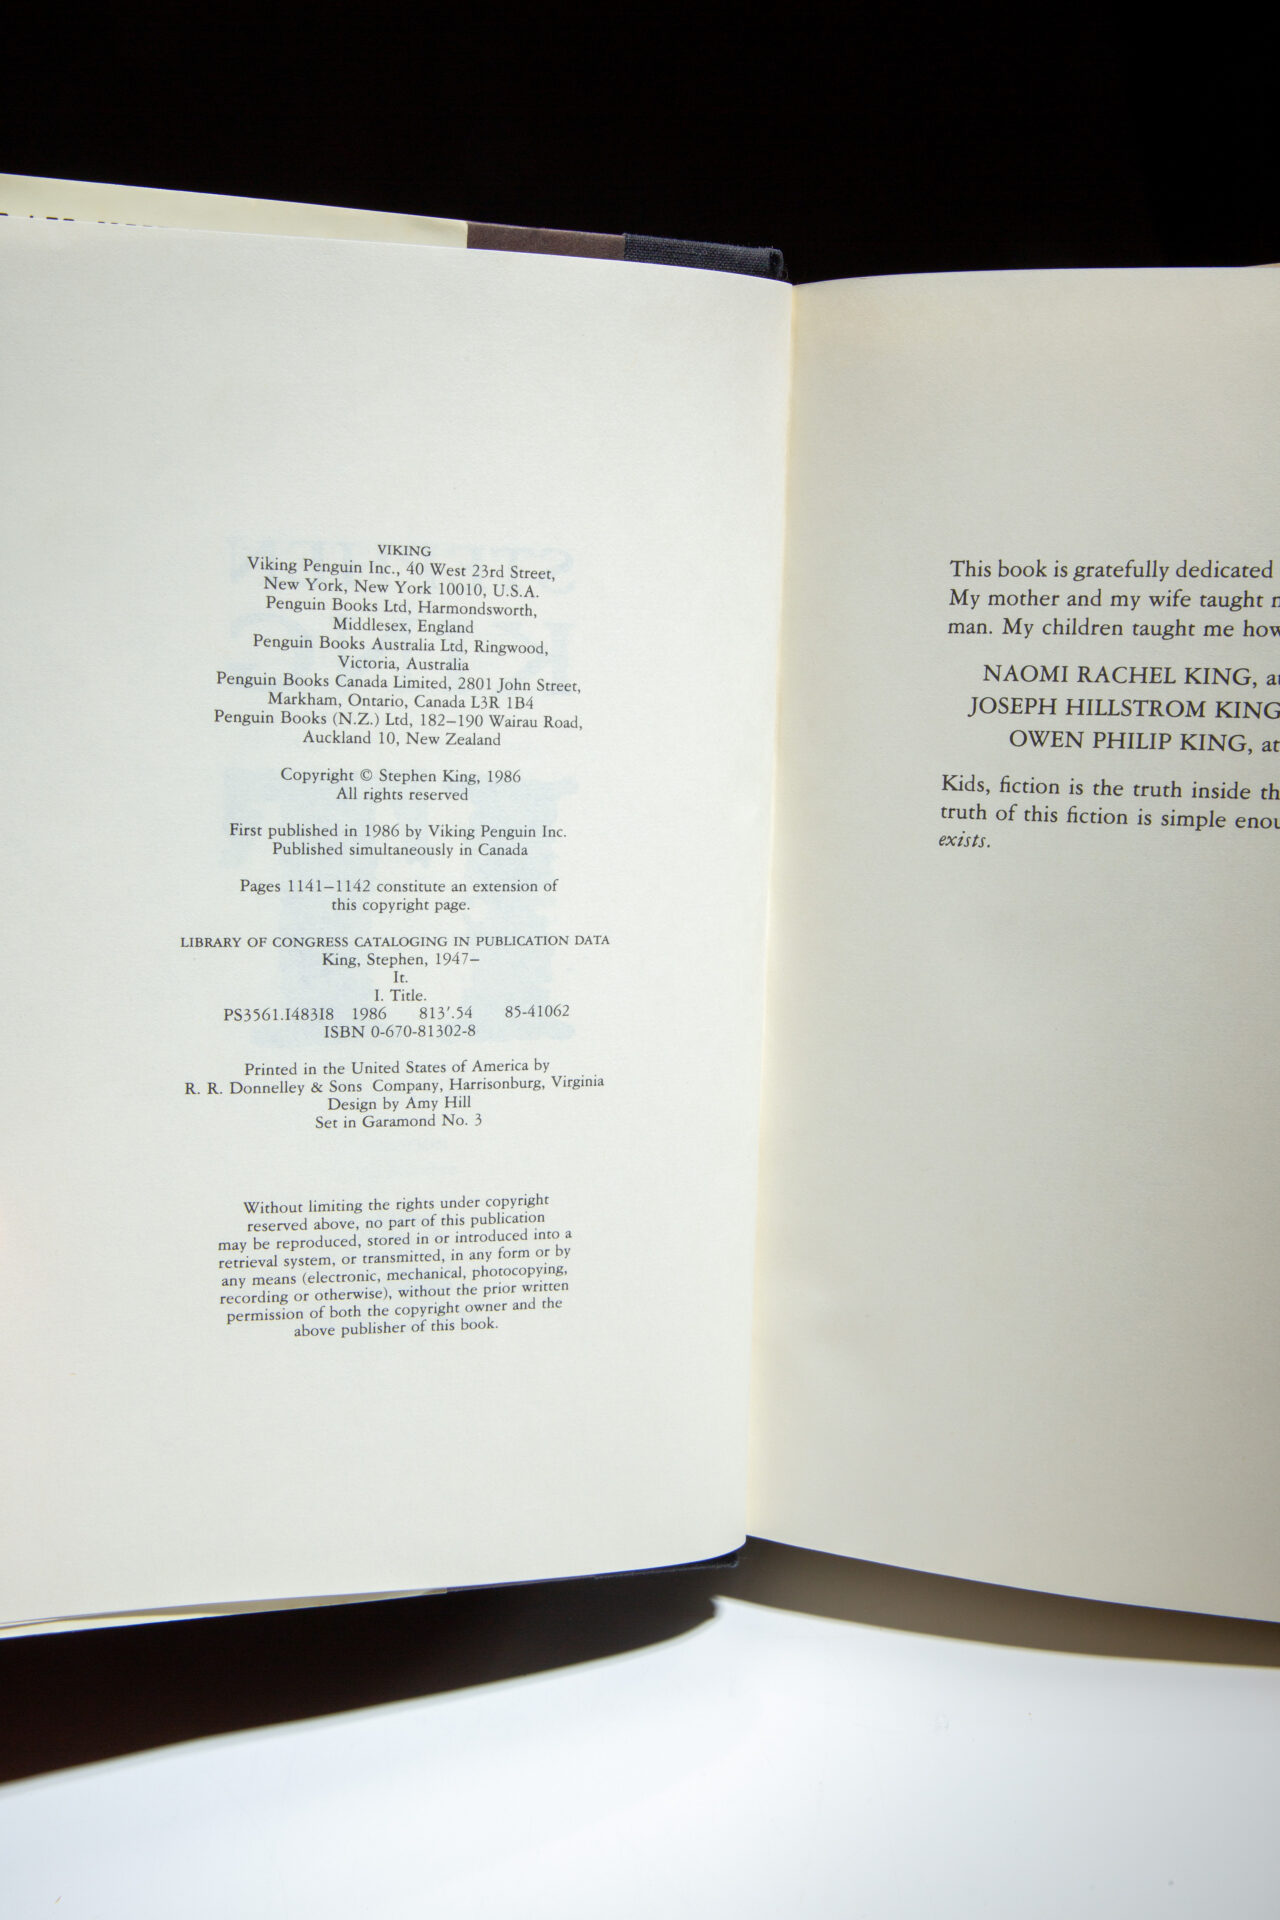 VIKING
Viking Penguin Inc., 40 West 23rd Street,
New York, New York 10010, U.S.A.
Penguin Books Ltd, Harmondsworth,
Middlesex, England
Penguin Books Australia Ltd, Ringwood,
Victoria, Australia
Penguin Books Canada Limited, 2801 John Street,
Markham, Ontario, Canada L3R 1B4
Penguin Books (N.Z.) Ltd, 182–190 Wairau Road,
Auckland 10, New Zealand
Copyright © Stephen King, 1986
All rights reserved
First published in 1986 by Viking Penguin Inc.
Published simultaneously in Canada
Pages 1141–1142 constitute an extension of
this copyright page.
LIBRARY OF CONGRESS CATALOGING IN PUBLICATION DATA
King, Stephen, 1947–
It.
I. Title.
PS3561.I483I8 1986 813'.54 85-41062
ISBN 0-670-81302-8
Printed in the United States of America by
R. R. Donnelley & Sons Company, Harrisonburg, Virginia
Design by Amy Hill
Set in Garamond No. 3
Without limiting the rights under copyright
reserved above, no part of this publication
may be reproduced, stored in or introduced into a
retrieval system, or transmitted, in any form or by
any means (electronic, mechanical, photocopying,
recording or otherwise), without the prior written
permission of both the copyright owner and the
above publisher of this book.
This book is gratefully dedicated
My mother and my wife taught
man. My children taught me how
NAOMI RACHEL KING,
JOSEPH HILLSTROM KING
OWEN PHILIP KING, at
Kids, fiction is the truth inside
truth of this fiction is simple
exists.